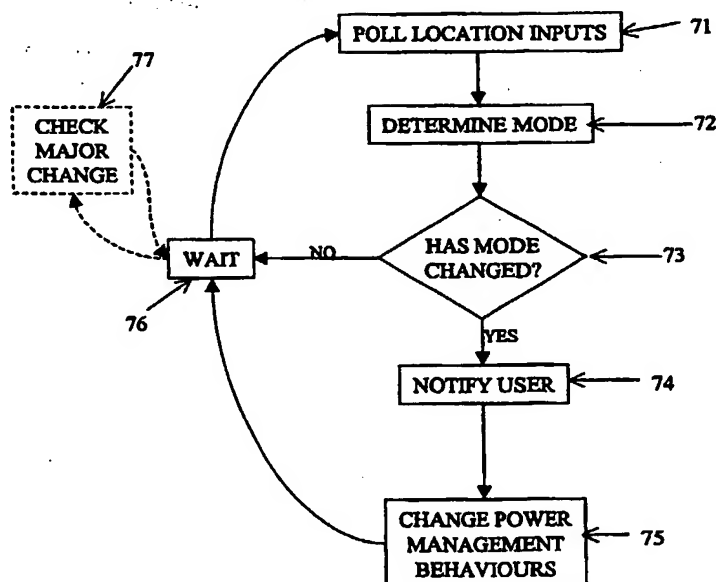 POLL LOCATION INPUTS
71
77
CHECK
MAJOR
CHANGE
DETERMINE MODE
72
WAIT
NO
HAS MODE
CHANGED?
73
76
YES
NOTIFY USER
74
CHANGE POWER
MANAGEMENT
BEHAVIOURS
75